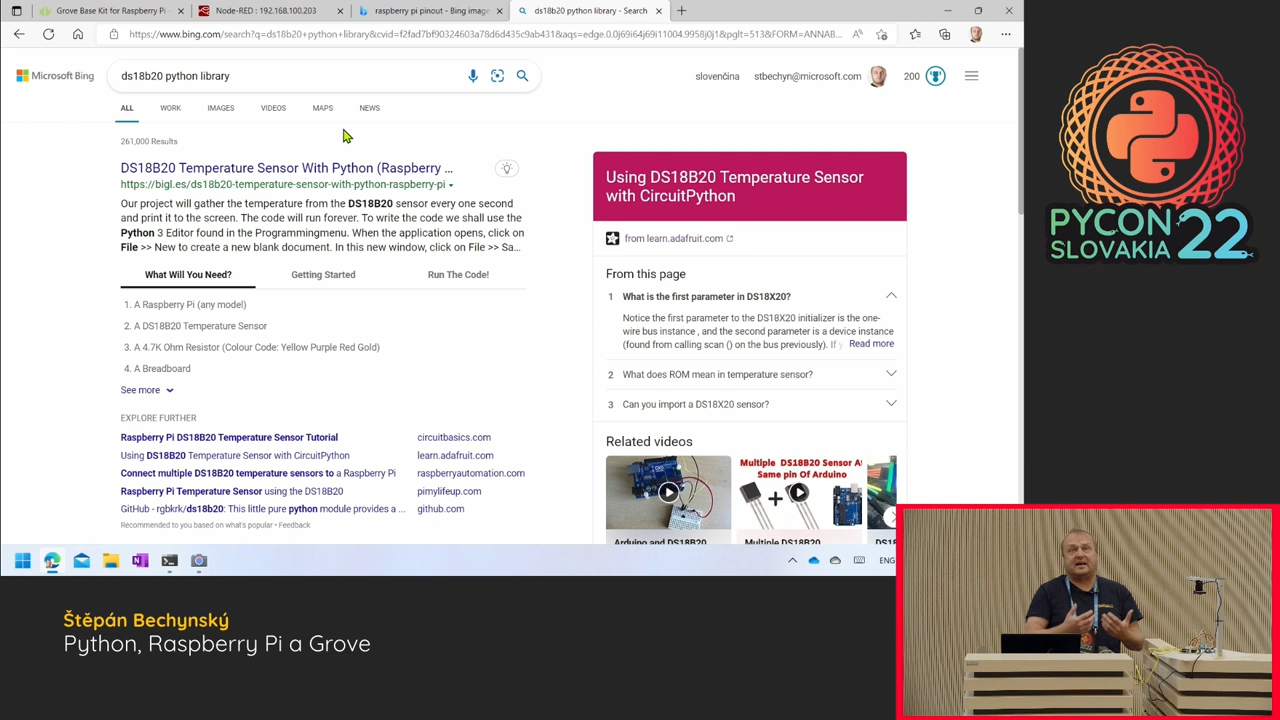 Grove Base Kit for Raspberry Pi
Node-RED : 192.168.100.203
raspberry pi pinout - Bing image
ds18b20 python library - Search
https://www.bing.com/search?q=ds18b20+python+library&cvid=f2fad7bf90324603a78d6d435c9ab431&aqs=edge.0.0j69i64j69i11004.9958j0j1&pglt=513&FORM=ANNAB...
Microsoft Bing
ds18b20 python library
slovenčina
stbechyn@microsoft.com
200
ALL
WORK
IMAGES
VIDEOS
MAPS
NEWS
261,000 Results
DS18B20 Temperature Sensor With Python (Raspberry ...
https://bigl.es/ds18b20-temperature-sensor-with-python-raspberry-pi
Our project will gather the temperature from the DS18B20 sensor every one second
and print it to the screen. The code will run forever. To write the code we shall use the
Python 3 Editor found in the Programmingmenu. When the application opens, click on
File >> New to create a new blank document. In this new window, click on File >> Sa...
What Will You Need?
Getting Started
Run The Code!
1. A Raspberry Pi (any model)
2. A DS18B20 Temperature Sensor
3. A 4.7K Ohm Resistor (Colour Code: Yellow Purple Red Gold)
4. A Breadboard
See more
EXPLORE FURTHER
Raspberry Pi DS18B20 Temperature Sensor Tutorial
circuitbasics.com
Using DS18B20 Temperature Sensor with CircuitPython
learn.adafruit.com
Connect multiple DS18B20 temperature sensors to a Raspberry Pi
raspberryautomation.com
Raspberry Pi Temperature Sensor using the DS18B20
pimylifeup.com
GitHub - rgbkrk/ds18b20: This little pure python module provides a ...
github.com
Recommended to you based on what's popular • Feedback
Using DS18B20 Temperature Sensor
with CircuitPython
from learn.adafruit.com
From this page
1 What is the first parameter in DS18X20?
Notice the first parameter to the DS18X20 initializer is the one-
wire bus instance , and the second parameter is a device instance
(found from calling scan () on the bus previously). If y
Read more
2 What does ROM mean in temperature sensor?
3 Can you import a DS18X20 sensor?
Related videos
Multiple DS18B20 Sensor At
Same pin Of Arduino
Arduino and DS18B20
Multiple DS18B20
DS1
ENG
PYCON
SLOVAKIA 22
Štěpán Bechynský
Python, Raspberry Pi a Grove